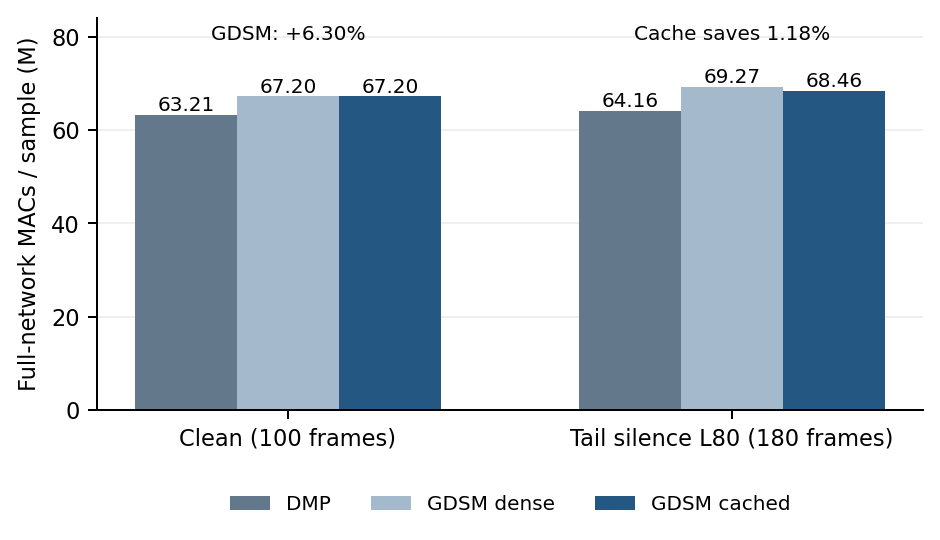 GDSM: +6.30%
Cache saves 1.18%
Full-network MACs / sample (M)
80
60
40
20
0
63.21
67.20
67.20
64.16
69.27
68.46
Clean (100 frames)
Tail silence L80 (180 frames)
DMP
GDSM dense
GDSM cached